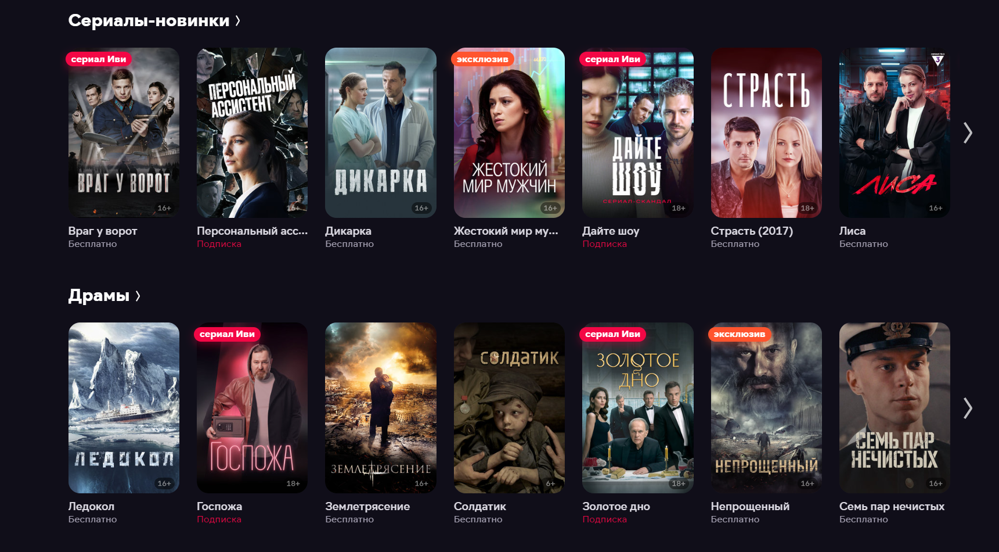 Сериалы-новинки
сериал Иви
ВРАГ У ВОРОТ
16+
Враг у ворот
Бесплатно
ПЕРСОНАЛЬНЫЙ
АССИСТЕНТ
16+
Персональный асс...
Подписка
ДИКАРКА
16+
Дикарка
Бесплатно
эксклюзив
ЖЕСТОКИЙ
МИР МУЖЧИН
16+
Жестокий мир му...
Бесплатно
сериал Иви
ДАЙТЕ
ШОУ
СЕРИАЛ-СКАНДАЛ
18+
Дайте шоу
Подписка
СТРАСТЬ
18+
Страсть (2017)
Бесплатно
3
ЛИСА
16+
Лиса
Бесплатно
Драмы
ЛЕДОКОЛ
16+
Ледокол
Бесплатно
сериал Иви
ГОСПОЖА
18+
Госпожа
Подписка
ЗЕМЛЕТРЯСЕНИЕ
16+
Землетрясение
Бесплатно
СОЛДАТИК
6+
Солдатик
Бесплатно
сериал Иви
ЗОЛОТОЕ
ДНО
18+
Золотое дно
Подписка
эксклюзив
НЕПРОЩЕННЫЙ
16+
Непрощенный
Бесплатно
СЕМЬ ПАР
НЕЧИСТЫХ
16+
Семь пар нечистых
Бесплатно